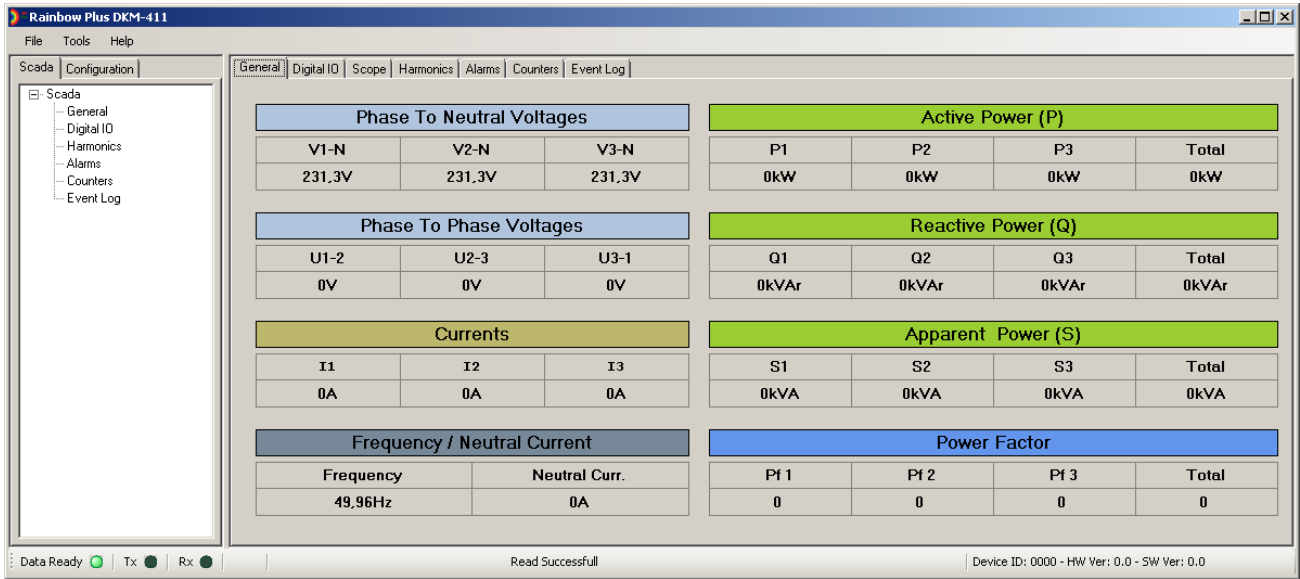 Rainbow Plus DKM-411
File Tools Help
Scada Configuration
General Digital IO Scope Harmonics Alarms Counters Event Log
Scada
General
Digital IO
Harmonics
Alarms
Counters
Event Log
Phase To Neutral Voltages
V1-N V2-N V3-N
231,3V 231,3V 231,3V
Phase To Phase Voltages
U1-2 U2-3 U3-1
0V 0V 0V
Currents
I1 I2 I3
0A 0A 0A
Frequency / Neutral Current
Frequency Neutral Curr.
49,96Hz 0A
Active Power (P)
P1 P2 P3 Total
0kW 0kW 0kW 0kW
Reactive Power (Q)
Q1 Q2 Q3 Total
0kVAr 0kVAr 0kVAr 0kVAr
Apparent Power (S)
S1 S2 S3 Total
0kVA 0kVA 0kVA 0kVA
Power Factor
Pf 1 Pf 2 Pf 3 Total
0 0 0 0
Data Ready Tx Rx Read Successfull Device ID: 0000 - HW Ver: 0.0 - SW Ver: 0.0